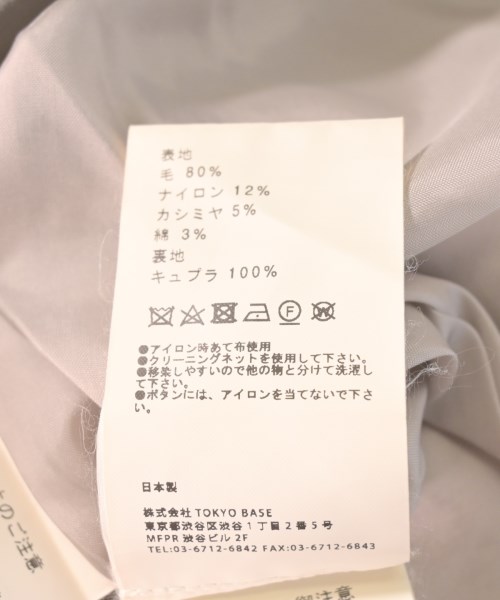 表地
毛 80%
ナイロン 12%
カシミヤ 5%
綿 3%
裏地
キュプラ 100%
●アイロン時あて布使用
●クリーニングネットを使用して下さい。
●移染しやすいので他の物と分けて洗濯し
て下さい。
●ボタンには、アイロンを当てないで下さ
い。
日本製
株式会社 TOKYO BASE
東京都渋谷区渋谷1丁目2番5号
MFPR 渋谷ビル 2F
TEL:03-6712-6842 FAX:03-6712-6843
のご注意
注意